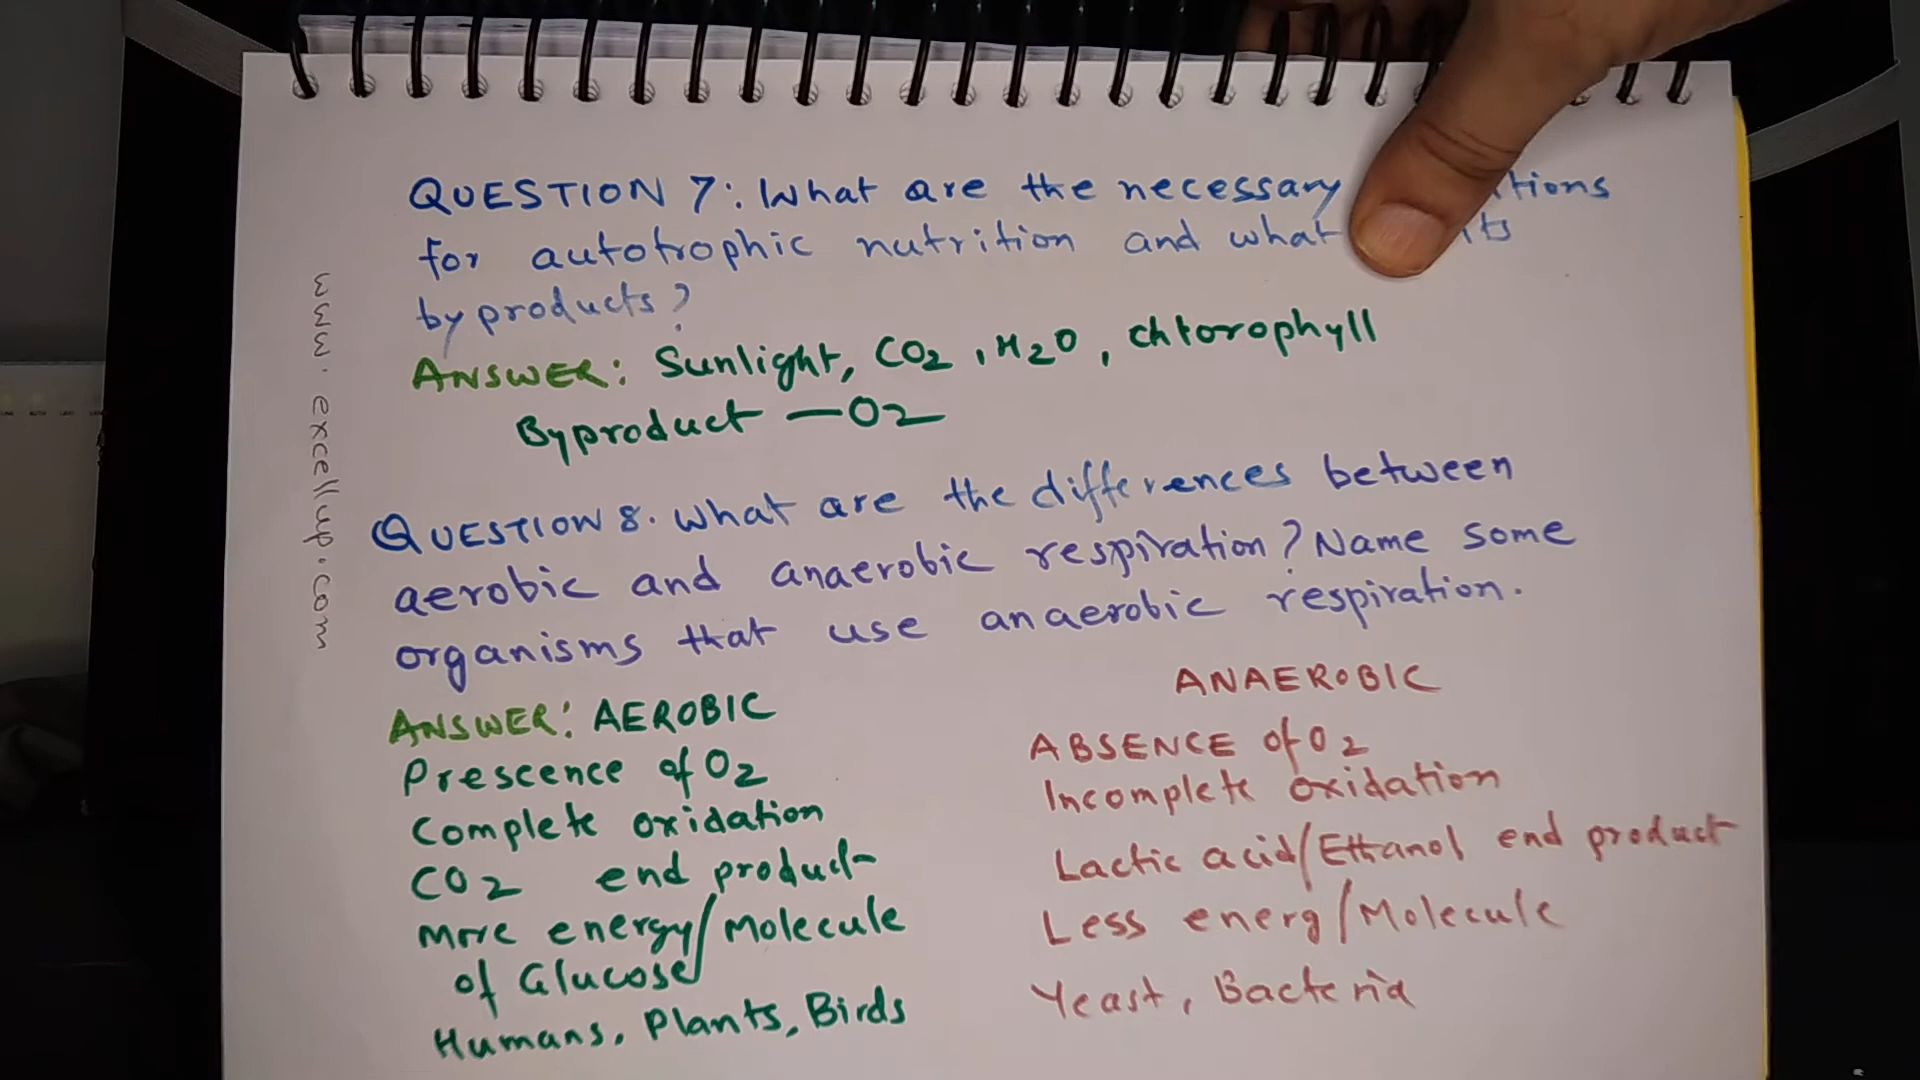 QUESTION 7: What are the necessary
for autotrophic nutrition and what
byproducts?
ANSWER: Sunlight, CO2, H2O, chlorophyll
Byproduct — O2
QUESTION 8. What are the differences between
aerobic and anaerobic respiration? Name some
organisms that use anaerobic respiration.
ANSWER: AEROBIC
Prescence of O2
Complete oxidation
CO2 end product
More energy/Molecule
of Glucose
Humans, Plants, Birds
ANAEROBIC
ABSENCE of O2
Incomplete oxidation
Lactic acid/Ethanol end product
Less energ/Molecule
Yeast, Bacteria
www.excellup.com